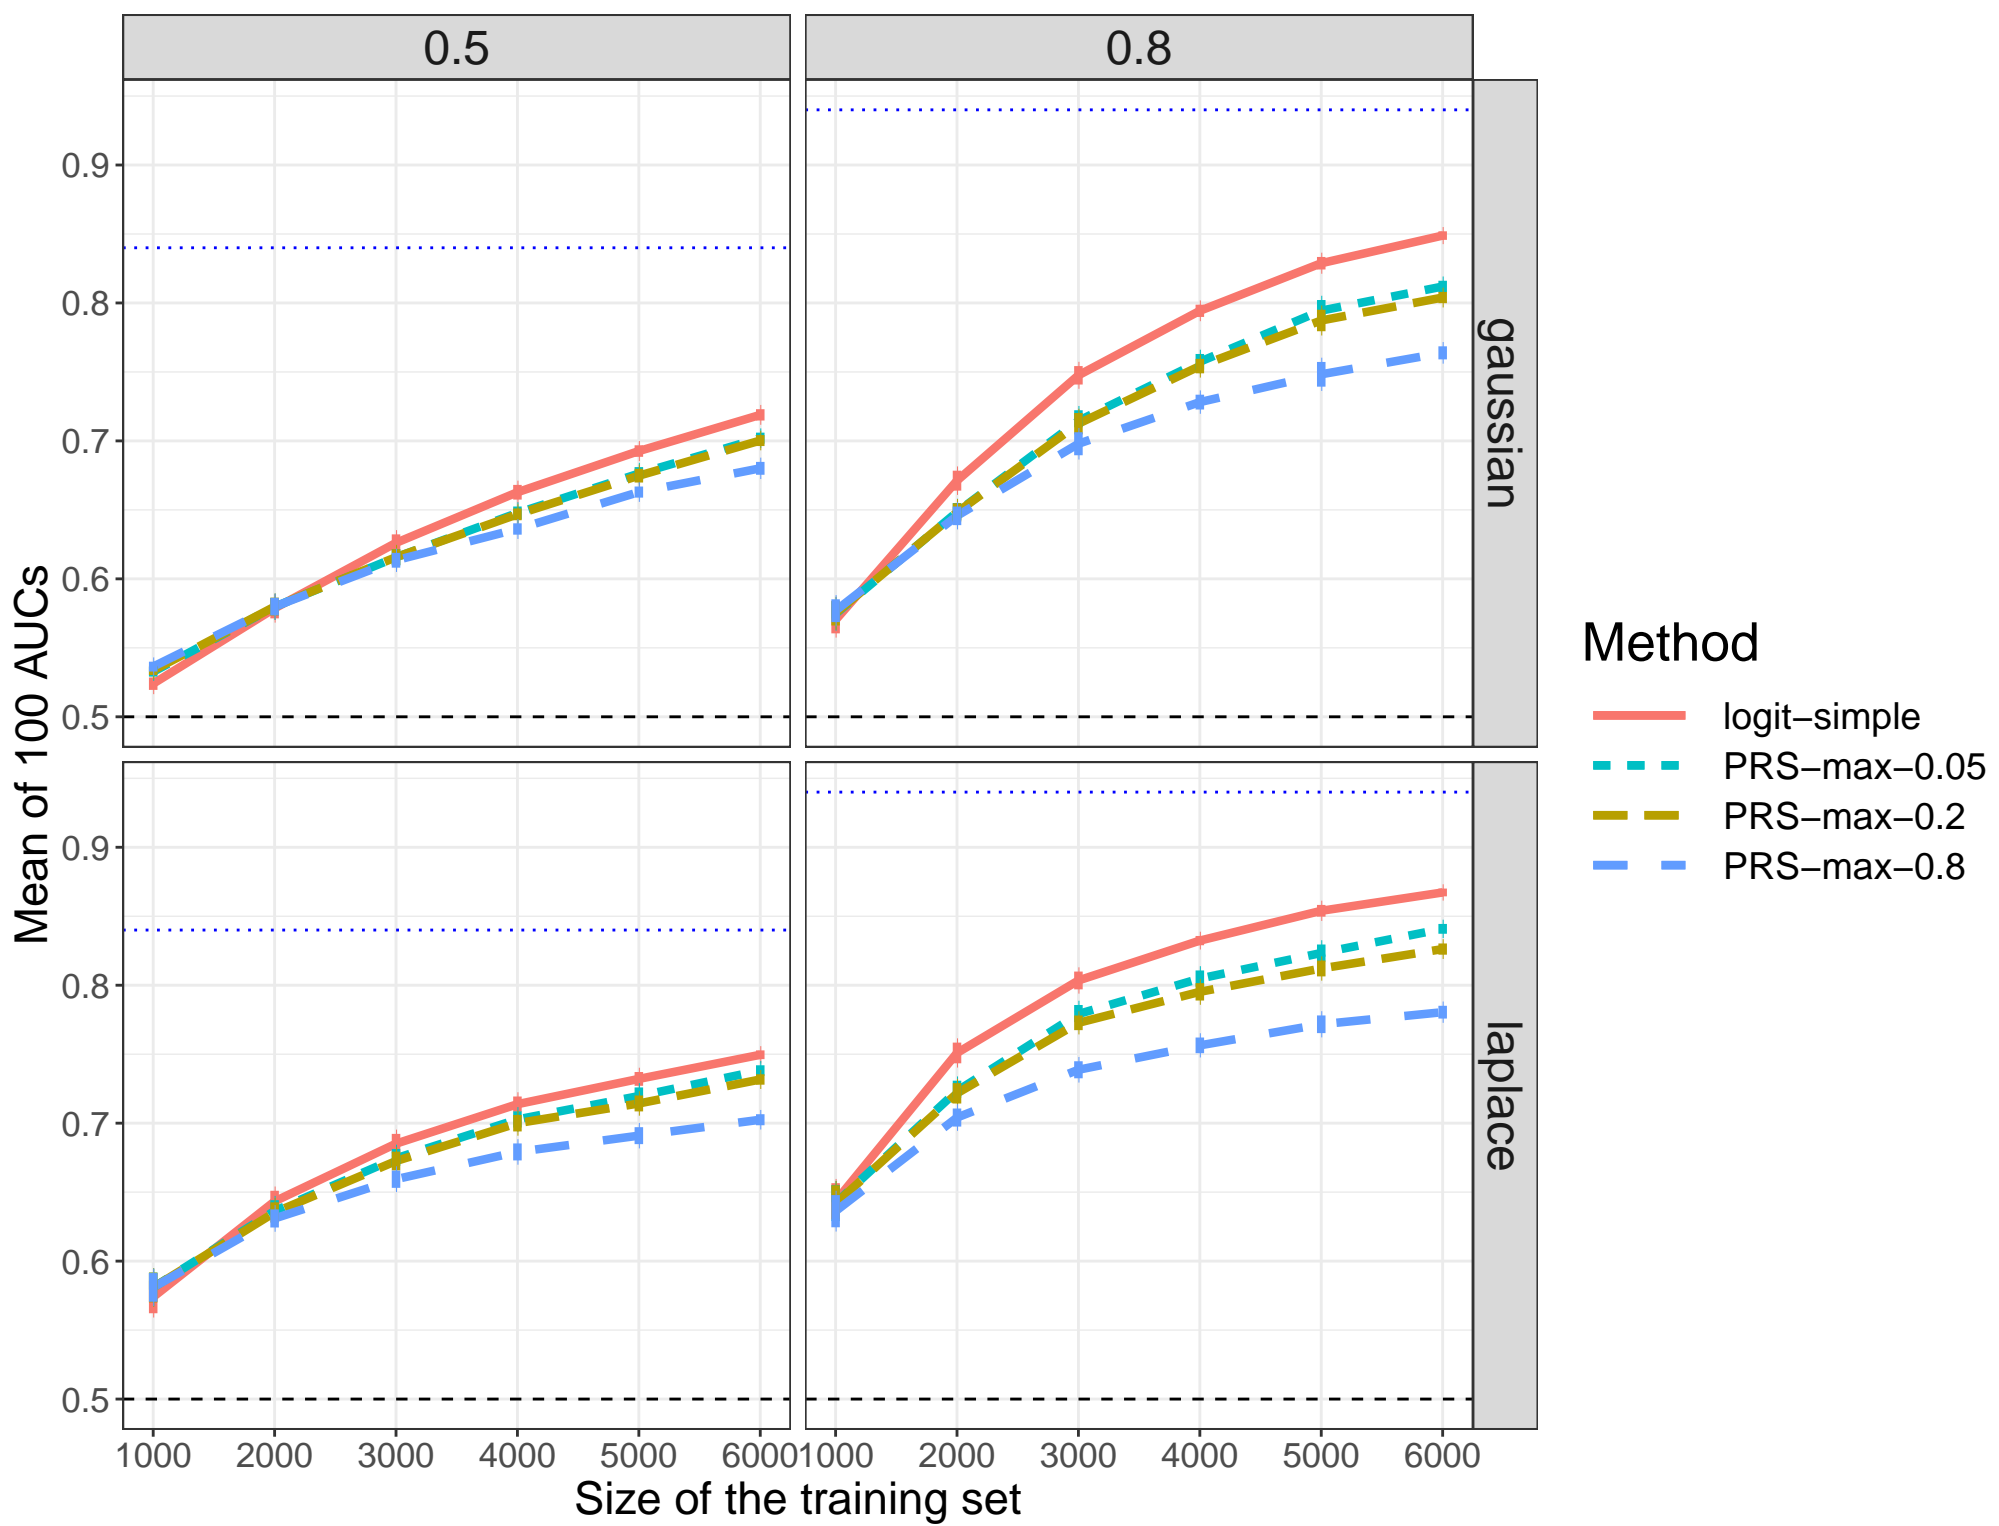 0.5
0.8
0.9
0.8
0.7
0.6
0.5
gaussian
0.9
0.8
0.7
0.6
0.5
laplace
1000 2000 3000 4000 5000 6000
1000 2000 3000 4000 5000 6000
Size of the training set
Mean of 100 AUCs
Method
logit−simple
PRS−max−0.05
PRS−max−0.2
PRS−max−0.8